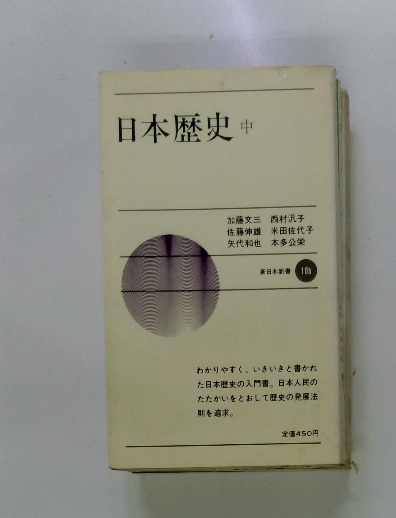 日本歴史 中
加藤文三 西村汎子
佐藤伸雄 米田佐代子
矢代和也 本多公栄
新日本新書 10b
わかりやすく、いきいきと書かれ
た日本歴史の入門書。日本人民の
たたかいをとおして歴史の発展法
則を追求。
定価450円